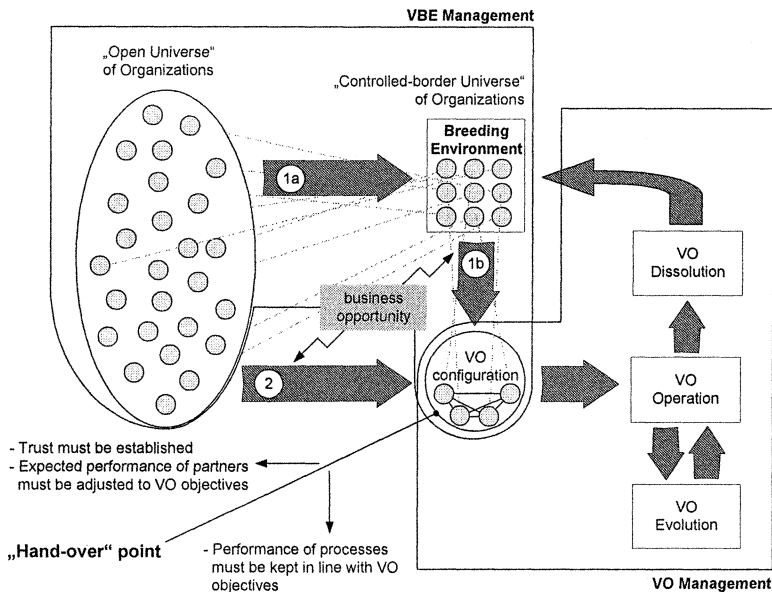 VBE Management
„Open Universe“
of Organizations
„Controlled-border Universe“
of Organizations
Breeding
Environment
1a
1b
business
opportunity
2
VO
configuration
VO
Dissolution
VO
Operation
VO
Evolution
- Trust must be established
- Expected performance of partners
must be adjusted to VO objectives
„Hand-over“ point
- Performance of processes
must be kept in line with VO
objectives
VO Management